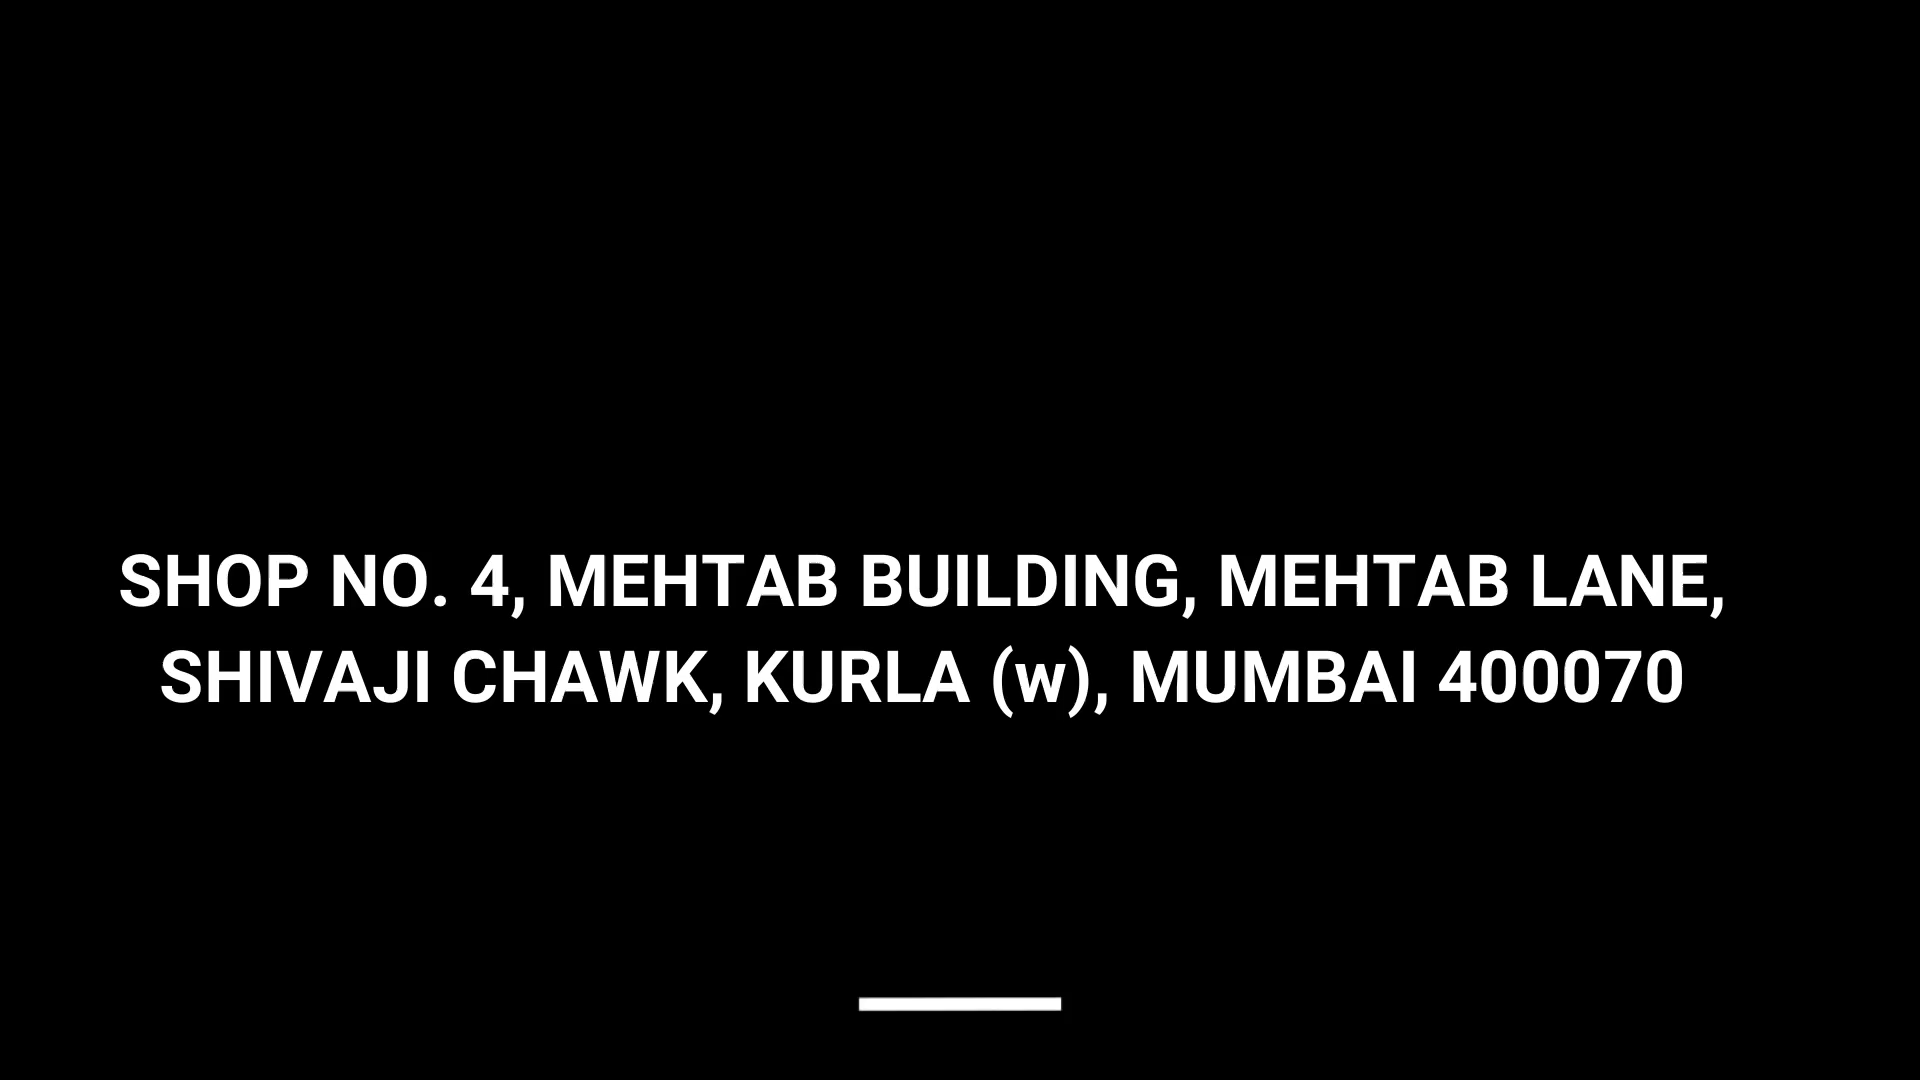 SHOP NO. 4, MEHTAB BUILDING, MEHTAB LANE,
SHIVAJI CHAWK, KURLA (w), MUMBAI 400070